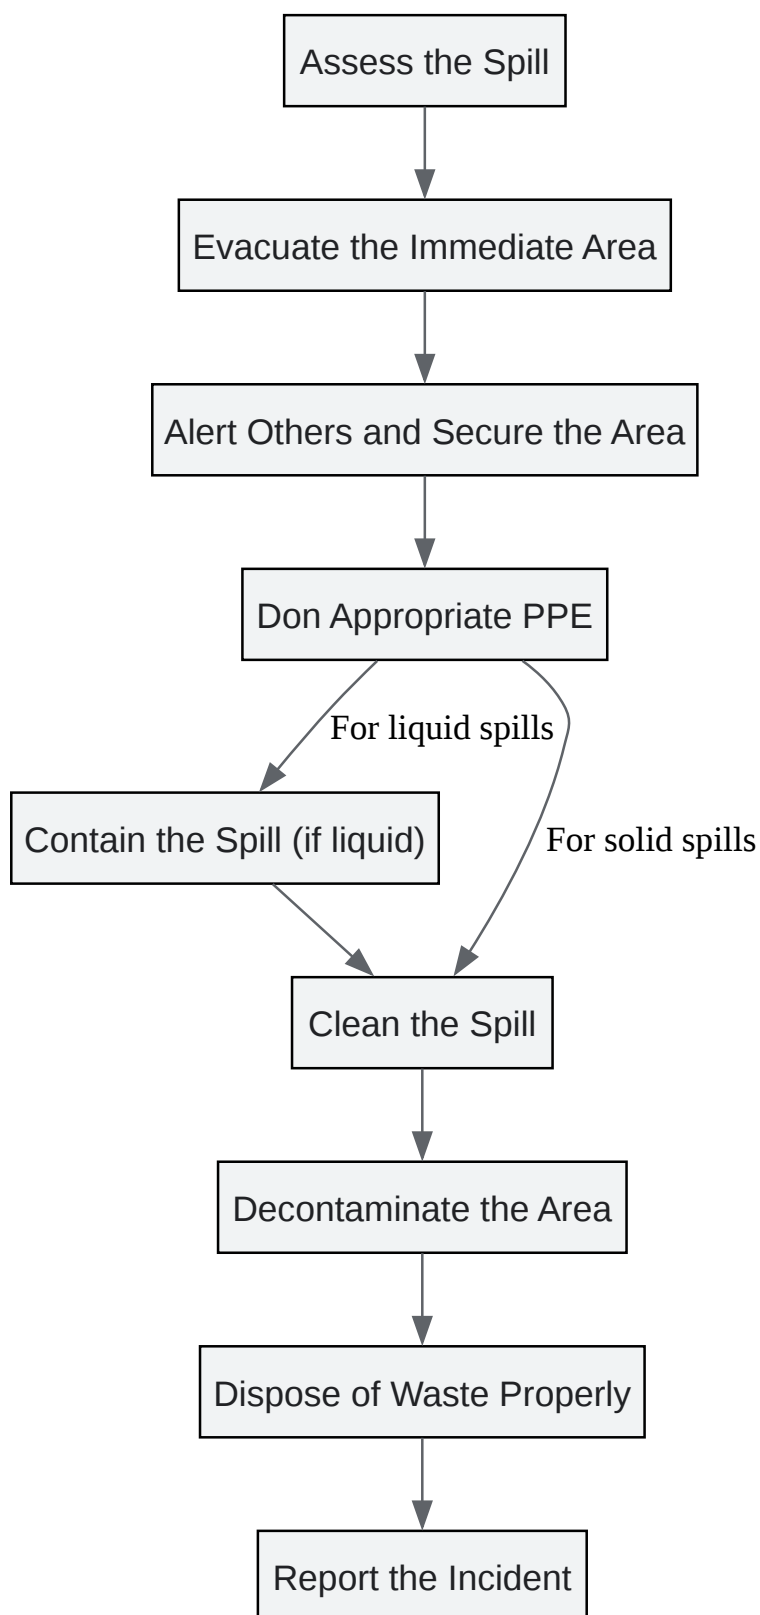 Assess the Spill
Evacuate the Immediate Area
Alert Others and Secure the Area
Don Appropriate PPE
For liquid spills
Contain the Spill (if liquid)
For solid spills
Clean the Spill
Decontaminate the Area
Dispose of Waste Properly
Report the Incident